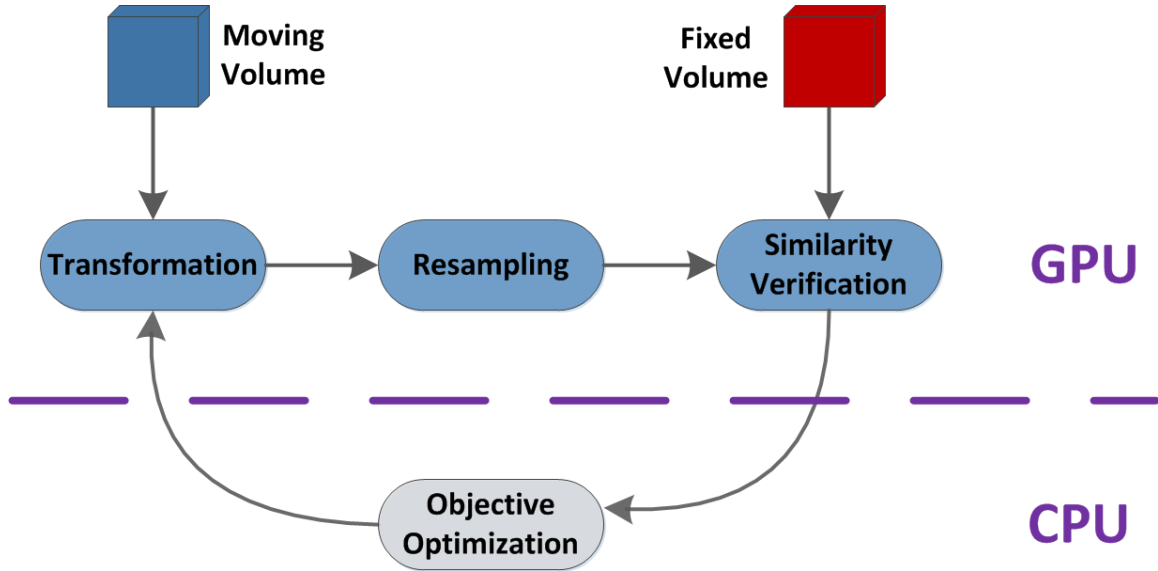 Moving
Volume
Fixed
Volume
Transformation
Resampling
Similarity
Verification
GPU
Objective
Optimization
CPU